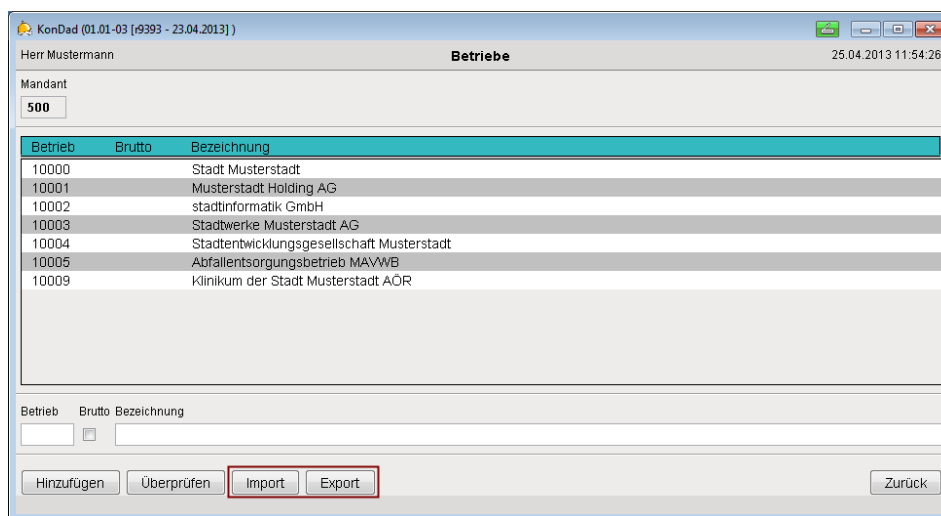 KonDad (01.01-03 [r9393 - 23.04.2013] )
Herr Mustermann Betriebe 25.04.2013 11:54:26
Mandant
500
Betrieb Brutto Bezeichnung
10000 Stadt Musterstadt
10001 Musterstadt Holding AG
10002 stadtinformatik GmbH
10003 Stadtwerke Musterstadt AG
10004 Stadtentwicklungsgesellschaft Musterstadt
10005 Abfallentsorgungsbetrieb MAVWB
10009 Klinikum der Stadt Musterstadt AÖR
Betrieb Brutto Bezeichnung
Hinzufügen Überprüfen Import Export Zurück